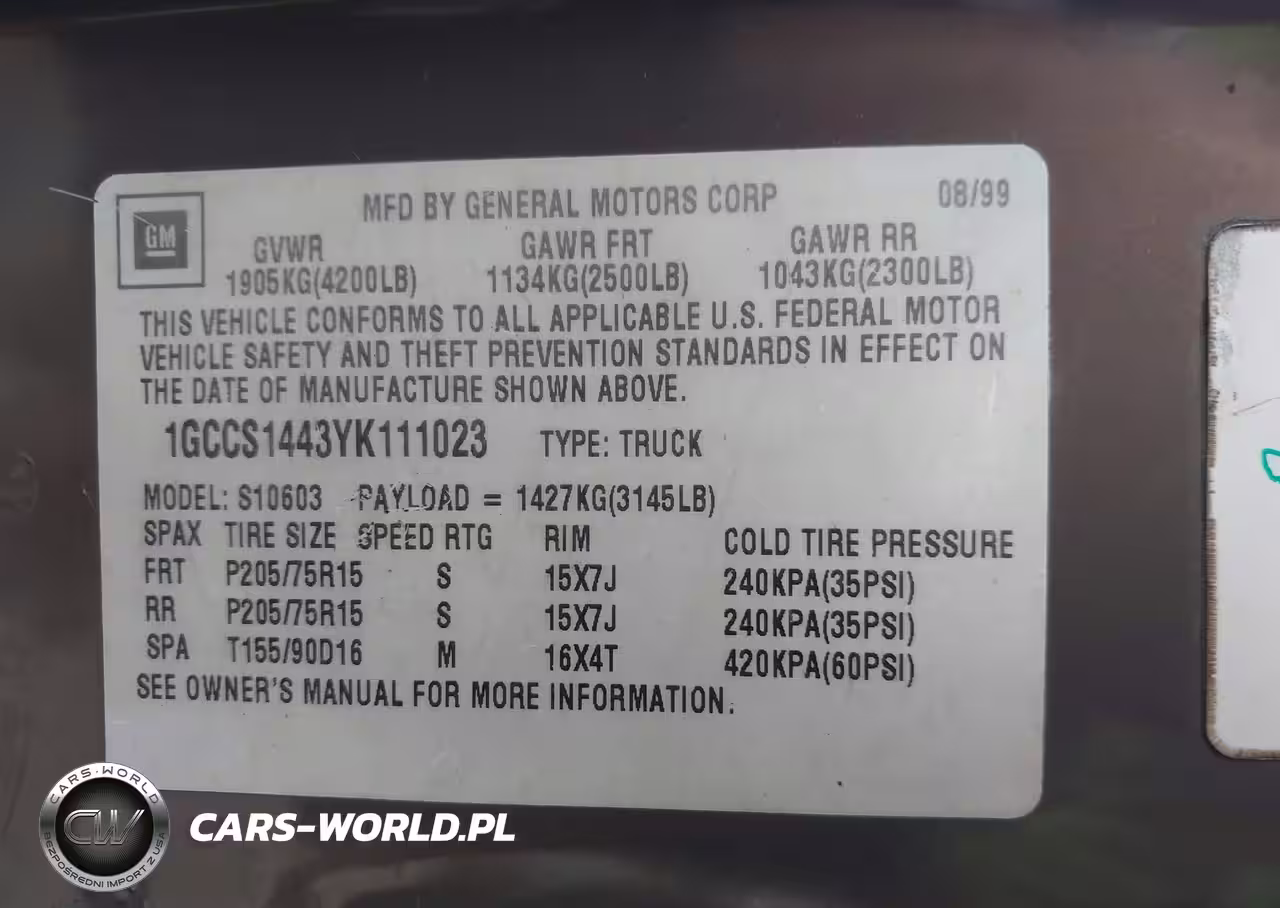 MFD BY GENERAL MOTORS CORP 08/99
GM
GVWR GAWR FRT GAWR RR
1905KG(4200LB) 1134KG(2500LB) 1043KG(2300LB)
THIS VEHICLE CONFORMS TO ALL APPLICABLE U.S. FEDERAL MOTOR
VEHICLE SAFETY AND THEFT PREVENTION STANDARDS IN EFFECT ON
THE DATE OF MANUFACTURE SHOWN ABOVE.
1GCCS1443YK111023 TYPE: TRUCK
MODEL: S10603 PAYLOAD = 1427KG(3145LB)
SPAX TIRE SIZE SPEED RTG RIM COLD TIRE PRESSURE
FRT P205/75R15 S 15X7J 240KPA(35PSI)
RR P205/75R15 S 15X7J 240KPA(35PSI)
SPA T155/90D16 M 16X4T 420KPA(60PSI)
SEE OWNER'S MANUAL FOR MORE INFORMATION.
CARS-WORLD
CW
BEZPOŚREDNI IMPORT Z USA
CARS-WORLD.PL